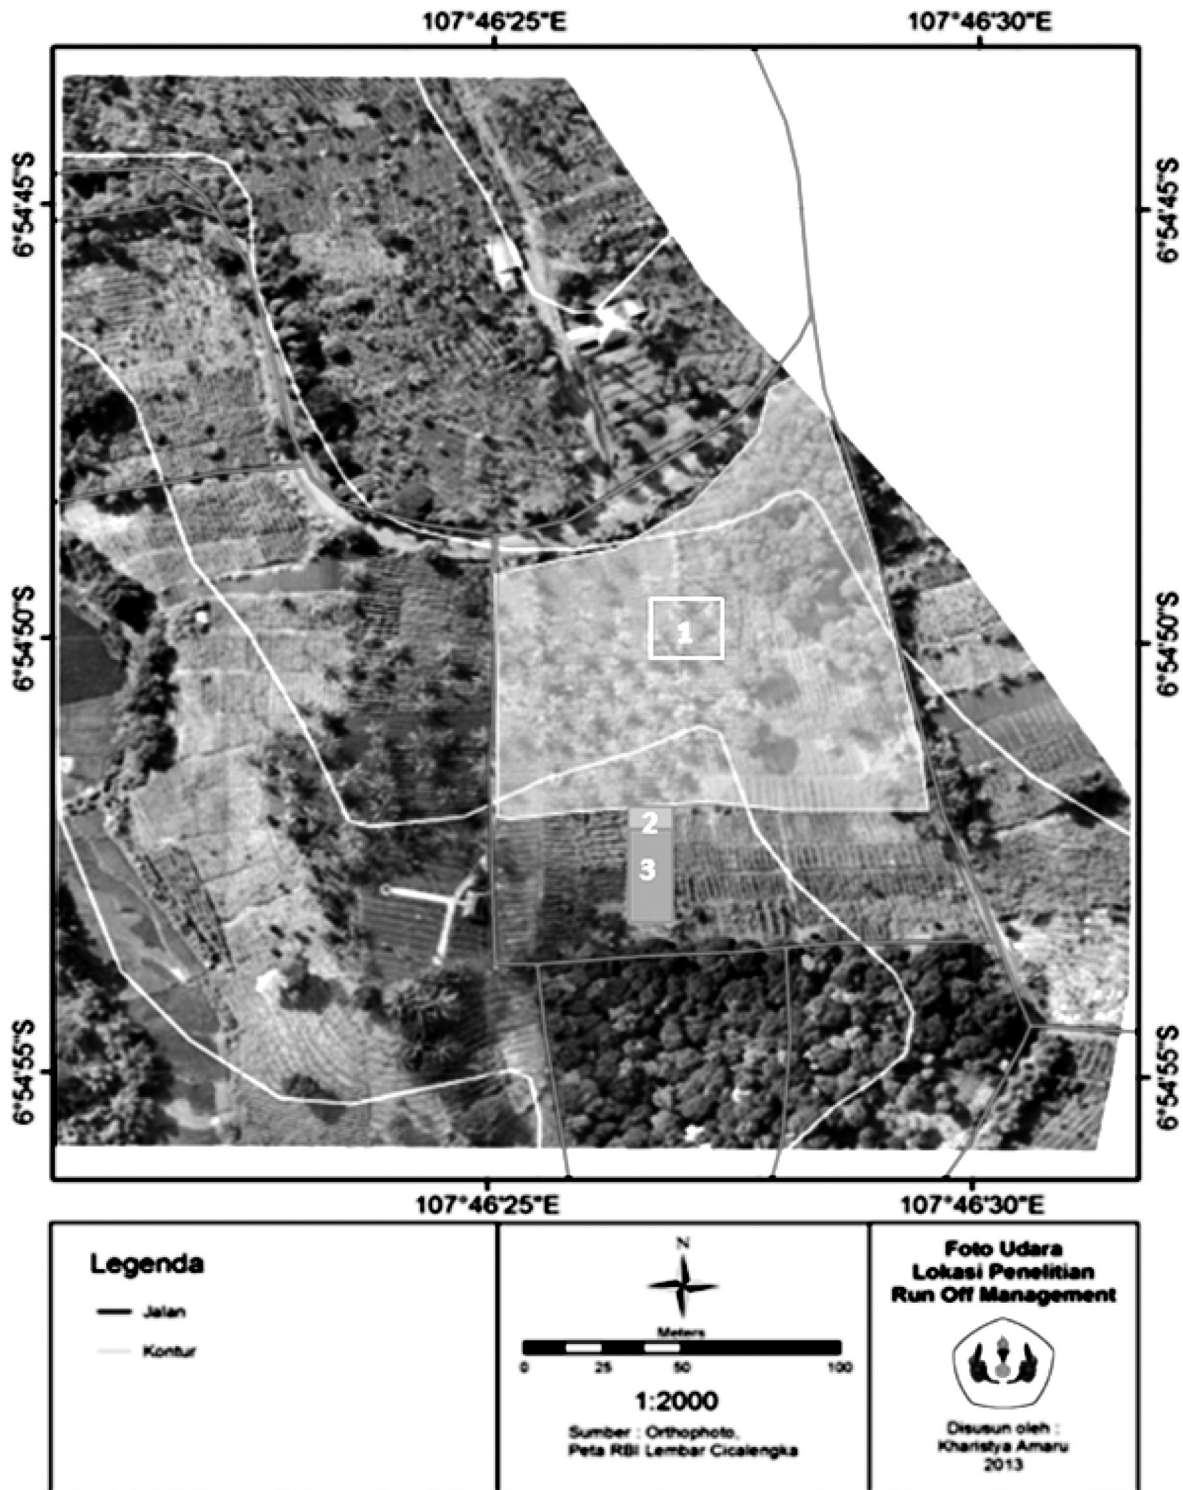 107°46'25"E
107°46'30"E
6°54'45"S
6°54'45"S
1
6°54'50"S
6°54'50"S
2
3
6°54'55"S
6°54'55"S
107°46'25"E
107°46'30"E
Legenda
Jalan
Kontur
N
Meters
0 25 50 100
1:2000
Sumber : Orthophoto,
Peta RBI Lembar Cicalengka
Foto Udara
Lokasi Penelitian
Run Off Management
Disusun oleh :
Kharistya Amaru
2013